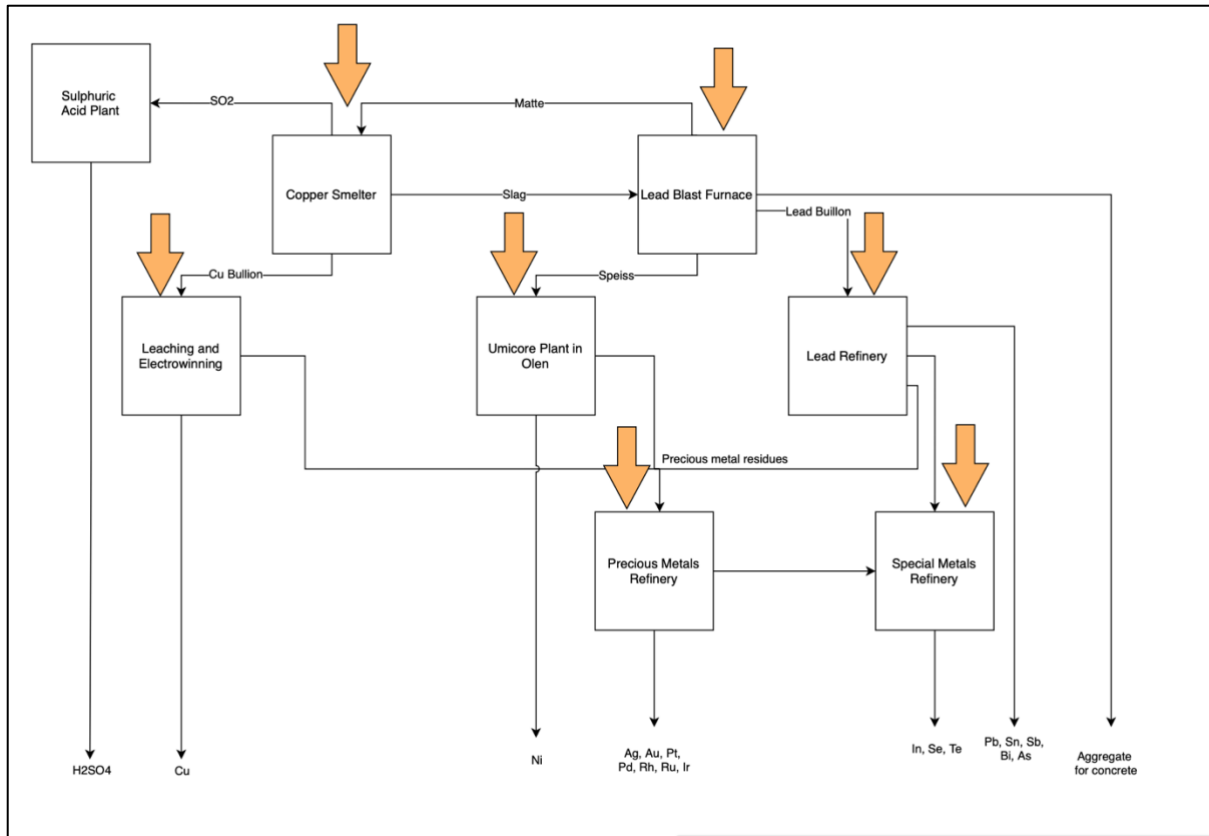 Sulphuric
Acid Plant
SO2
Matte
Copper Smelter
Slag
Lead Blast Furnace
Lead Buillon
Cu Bullion
Speiss
Leaching and
Electrowinning
Umicore Plant in
Olen
Lead Refinery
Precious metal residues
Precious Metals
Refinery
Special Metals
Refinery
H2SO4
Cu
Ni
Ag, Au, Pt,
Pd, Rh, Ru, Ir
In, Se, Te
Pb, Sn, Sb,
Bi, As
Aggregate
for concrete